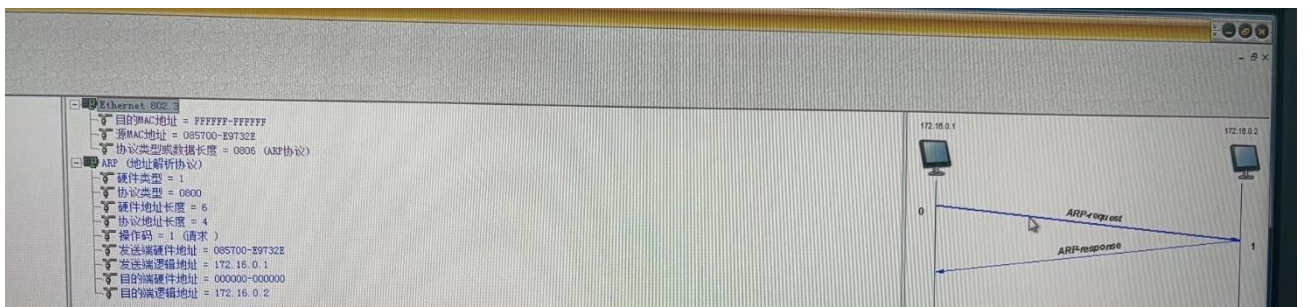 Ethernet 802.3
目的MAC地址 = FFFFFF-FFFFFF
源MAC地址 = 085700-E9732E
协议类型或数据长度 = 0806 (ARP协议)
ARP (地址解析协议)
硬件类型 = 1
协议类型 = 0800
硬件地址长度 = 6
协议地址长度 = 4
操作码 = 1 (请求 )
发送端硬件地址 = 085700-E9732E
发送端逻辑地址 = 172.16.0.1
目的端硬件地址 = 000000-000000
目的端逻辑地址 = 172.16.0.2
172.16.0.1
172.16.0.2
0
ARP-request
1
ARP-response